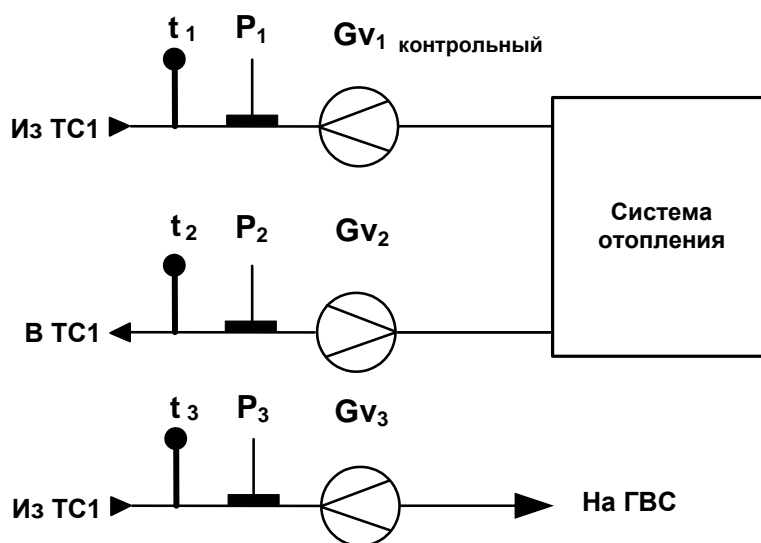 t 1 P1 Gv1 контрольный
Из ТС1
Система
отопления
t 2 P2 Gv2
В ТС1
t 3 P3 Gv3
Из ТС1
На ГВС